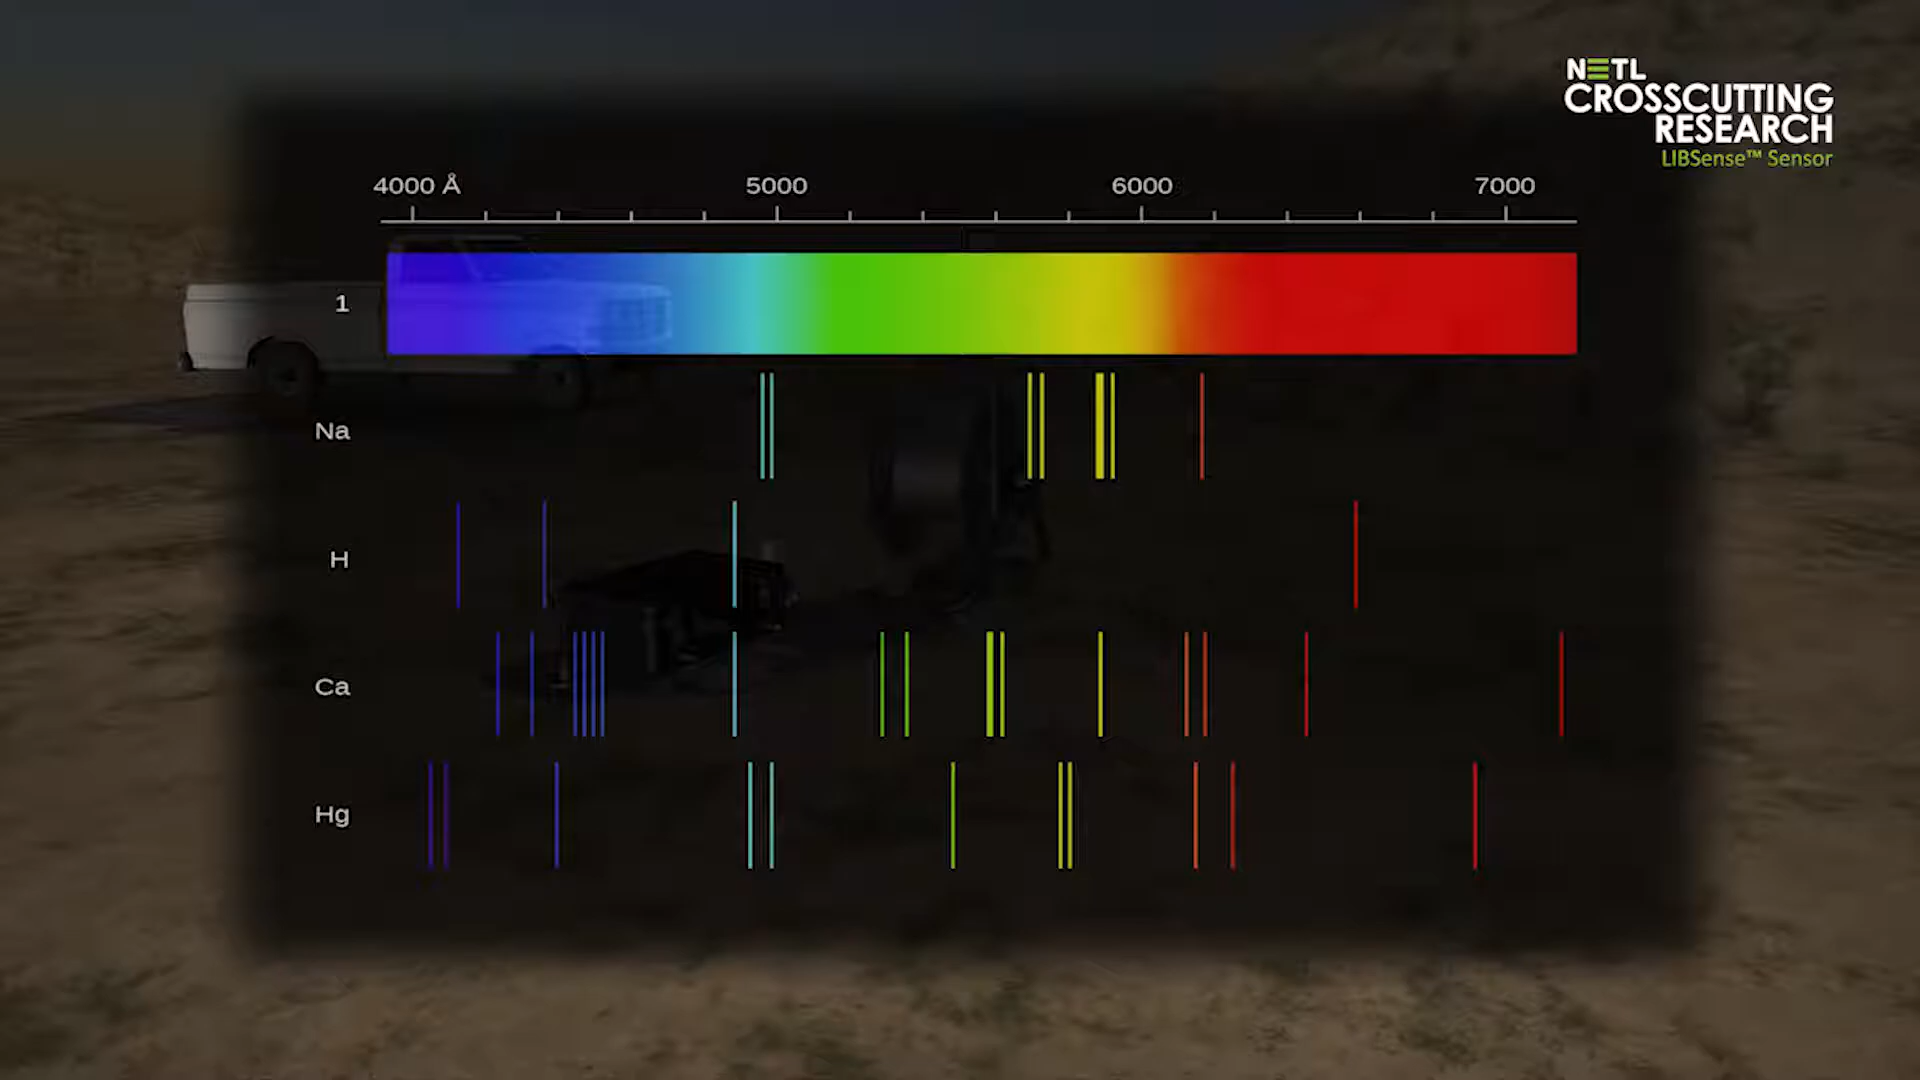 NETL
CROSSCUTTING
RESEARCH
LIBSense™ Sensor
4000 Å 5000 6000 7000
1
Na
H
Ca
Hg